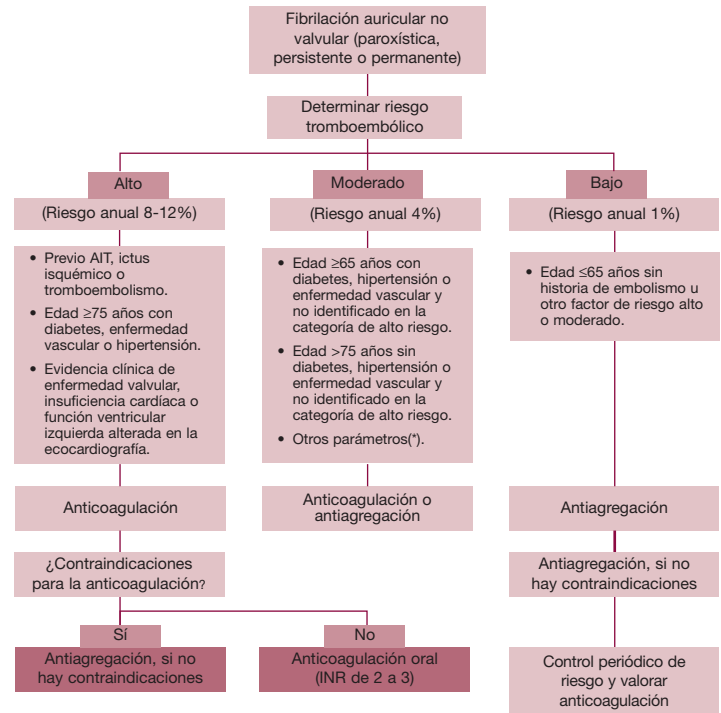 Fibrilación auricular no
valvular (paroxística,
persistente o permanente)
Determinar riesgo
tromboembólico
Alto
(Riesgo anual 8-12%)
• Previo AIT, ictus
isquémico o
tromboembolismo.
• Edad ≥75 años con
diabetes, enfermedad
vascular o hipertensión.
• Evidencia clínica de
enfermedad valvular,
insuficiencia cardíaca o
función ventricular
izquierda alterada en la
ecocardiografía.
Anticoagulación
¿Contraindicaciones
para la anticoagulación?
Sí
Antiagregación, si no
hay contraindicaciones
No
Anticoagulación oral
(INR de 2 a 3)
Moderado
(Riesgo anual 4%)
• Edad ≥65 años con
diabetes, hipertensión o
enfermedad vascular y
no identificado en la
categoría de alto riesgo.
• Edad >75 años sin
diabetes, hipertensión o
enfermedad vascular y
no identificado en la
categoría de alto riesgo.
• Otros parámetros(*).
Anticoagulación o
antiagregación
Bajo
(Riesgo anual 1%)
• Edad ≤65 años sin
historia de embolismo u
otro factor de riesgo alto
o moderado.
Antiagregación
Antiagregación, si no
hay contraindicaciones
Control periódico de
riesgo y valorar
anticoagulación